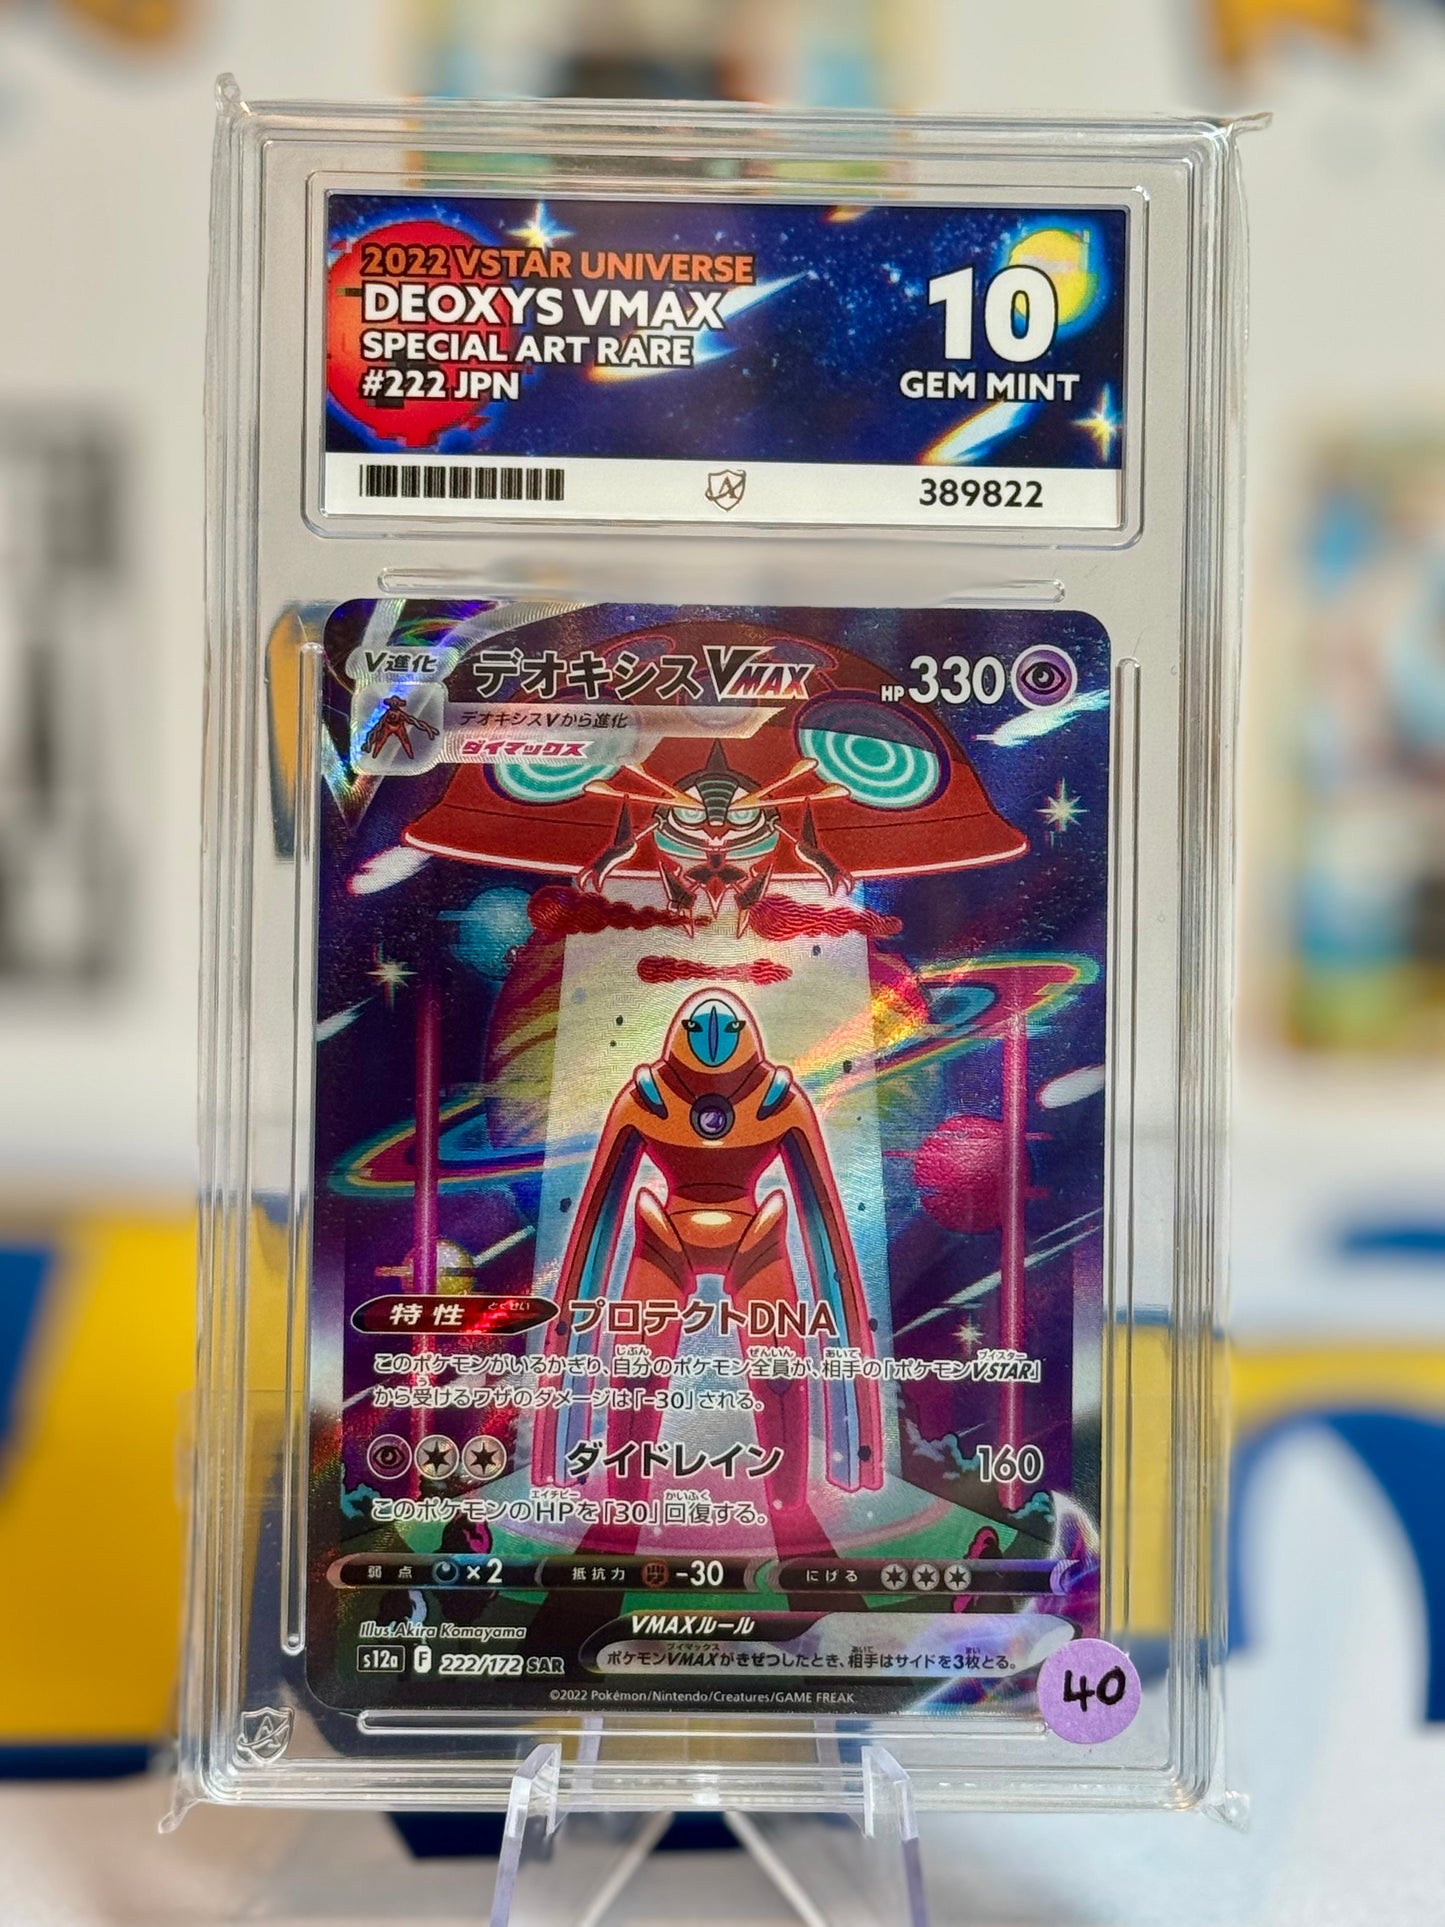 2022 VSTAR UNIVERSE
DEOXYS VMAX
SPECIAL ART RARE
#222 JPN
10
GEM MINT
389822
V進化
デオキシスVMAX
HP 330
デオキシスVから進化
ダイマックス
特性 とくせい
プロテクトDNA
このポケモンがいるかぎり、自分のポケモン全員が、相手の「ポケモンVSTAR」
から受けるワザのダメージは「-30」される。
ダイドレイン 160
このポケモンのHPを「30」回復する。
弱点 ×2 抵抗力 -30 にげる
Illus. Akira Komayama
VMAXルール
s12a F 222/172 SAR
ポケモンVMAXがきぜつしたとき、相手はサイドを3枚とる。
©2022 Pokémon/Nintendo/Creatures/GAME FREAK.
40